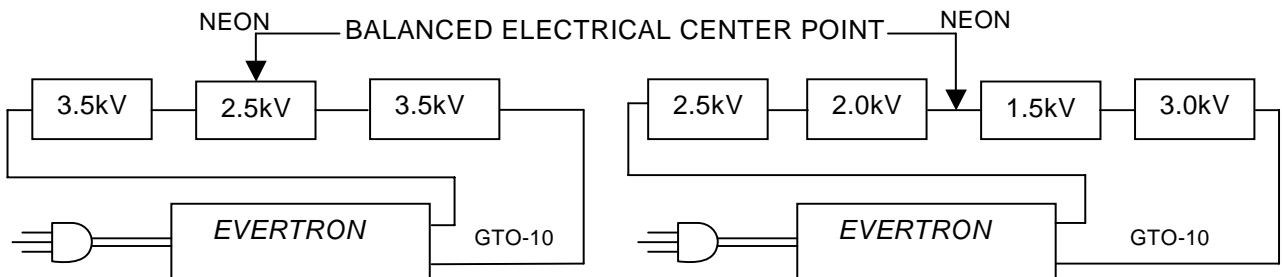 NEON BALANCED ELECTRICAL CENTER POINT NEON
3.5kV 2.5kV 3.5kV 2.5kV 2.0kV 1.5kV 3.0kV
EVERTRON GTO-10 EVERTRON GTO-10